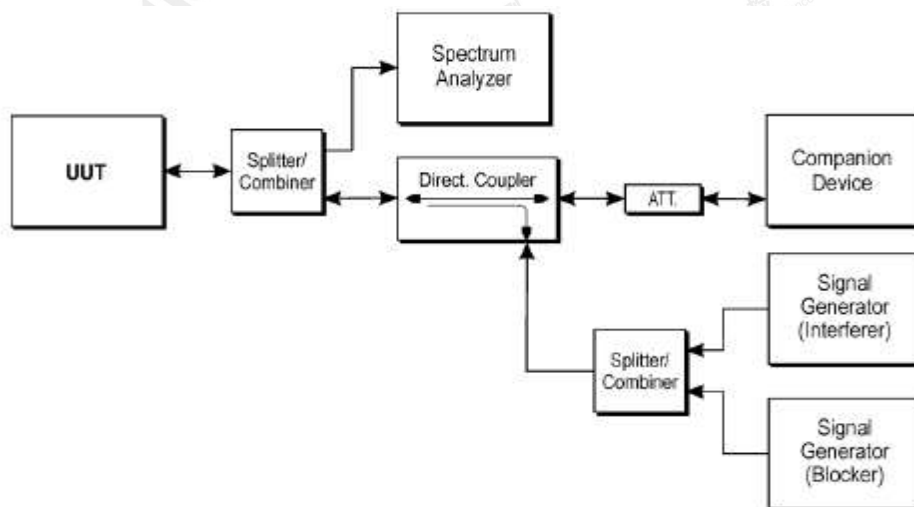 Spectrum
Analyzer
UUT
Splitter/
Combiner
Direct. Coupler
ATT.
Companion
Device
Signal
Generator
(Interferer)
Splitter/
Combiner
Signal
Generator
(Blocker)